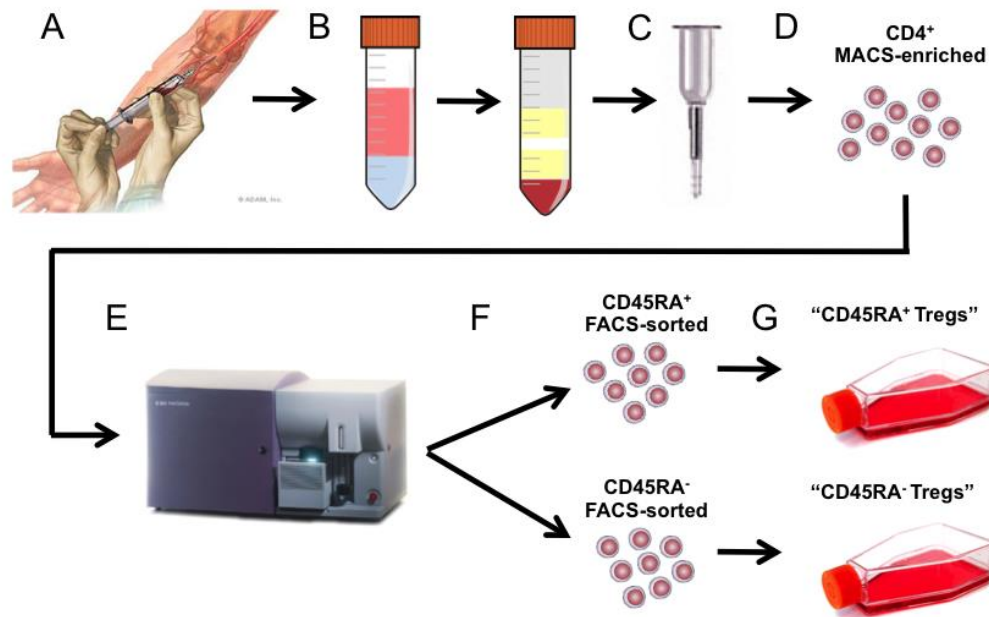 A
B
C
D
CD4+
MACS-enriched
© ADAM, Inc.
E
F
CD45RA+
FACS-sorted
G
“CD45RA+ Tregs”
CD45RA-
FACS-sorted
“CD45RA- Tregs”